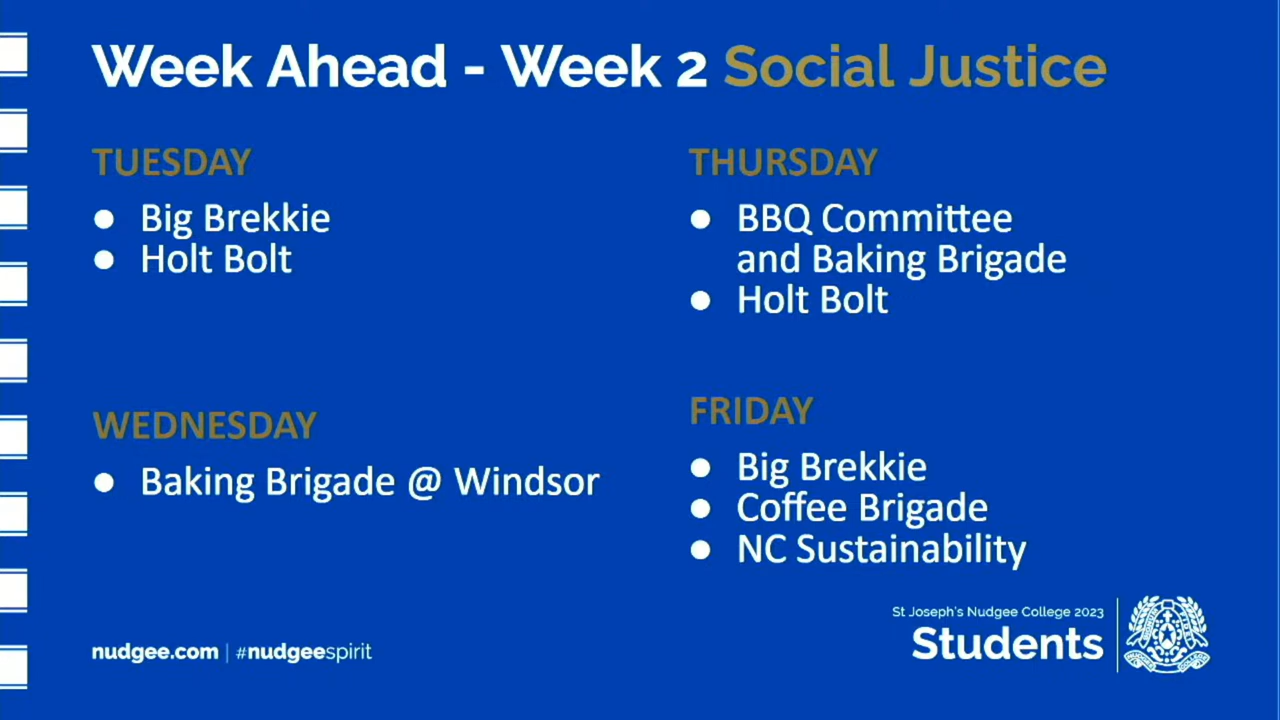 Week Ahead - Week 2 Social Justice
TUESDAY
● Big Brekkie
● Holt Bolt
WEDNESDAY
● Baking Brigade @ Windsor
THURSDAY
● BBQ Committee
and Baking Brigade
● Holt Bolt
FRIDAY
● Big Brekkie
● Coffee Brigade
● NC Sustainability
nudgee.com | #nudgeespirit
St Joseph's Nudgee College 2023
Students